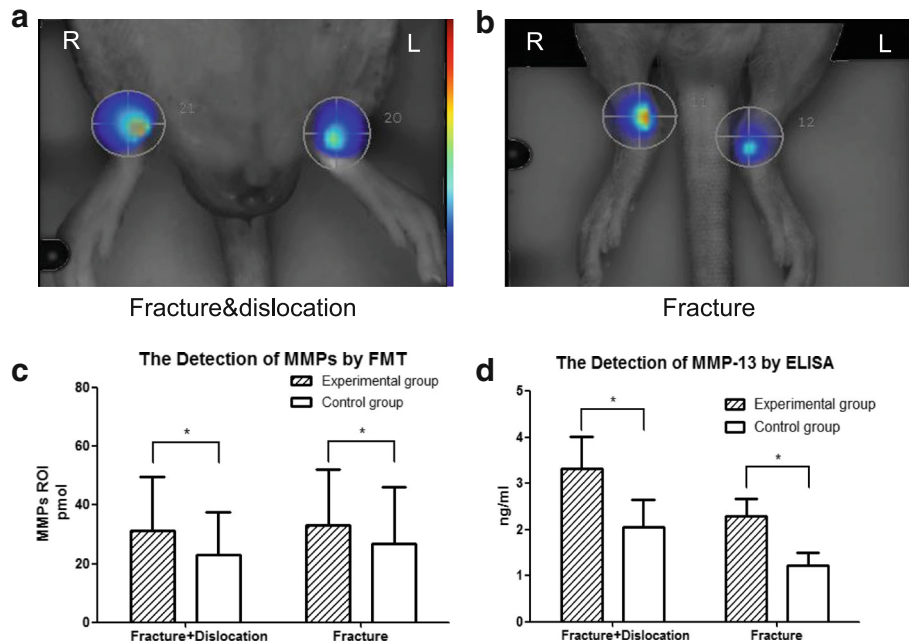 a
R
L
21
20
Fracture&dislocation
b
R
L
11
12
Fracture
c
The Detection of MMPs by FMT
Experimental group
Control group
80
60
40
20
0
MMPs ROI
pmol
*
*
Fracture+Dislocation
Fracture
d
The Detection of MMP-13 by ELISA
Experimental group
Control group
5
4
3
2
1
0
ng/ml
*
*
Fracture+Dislocation
Fracture